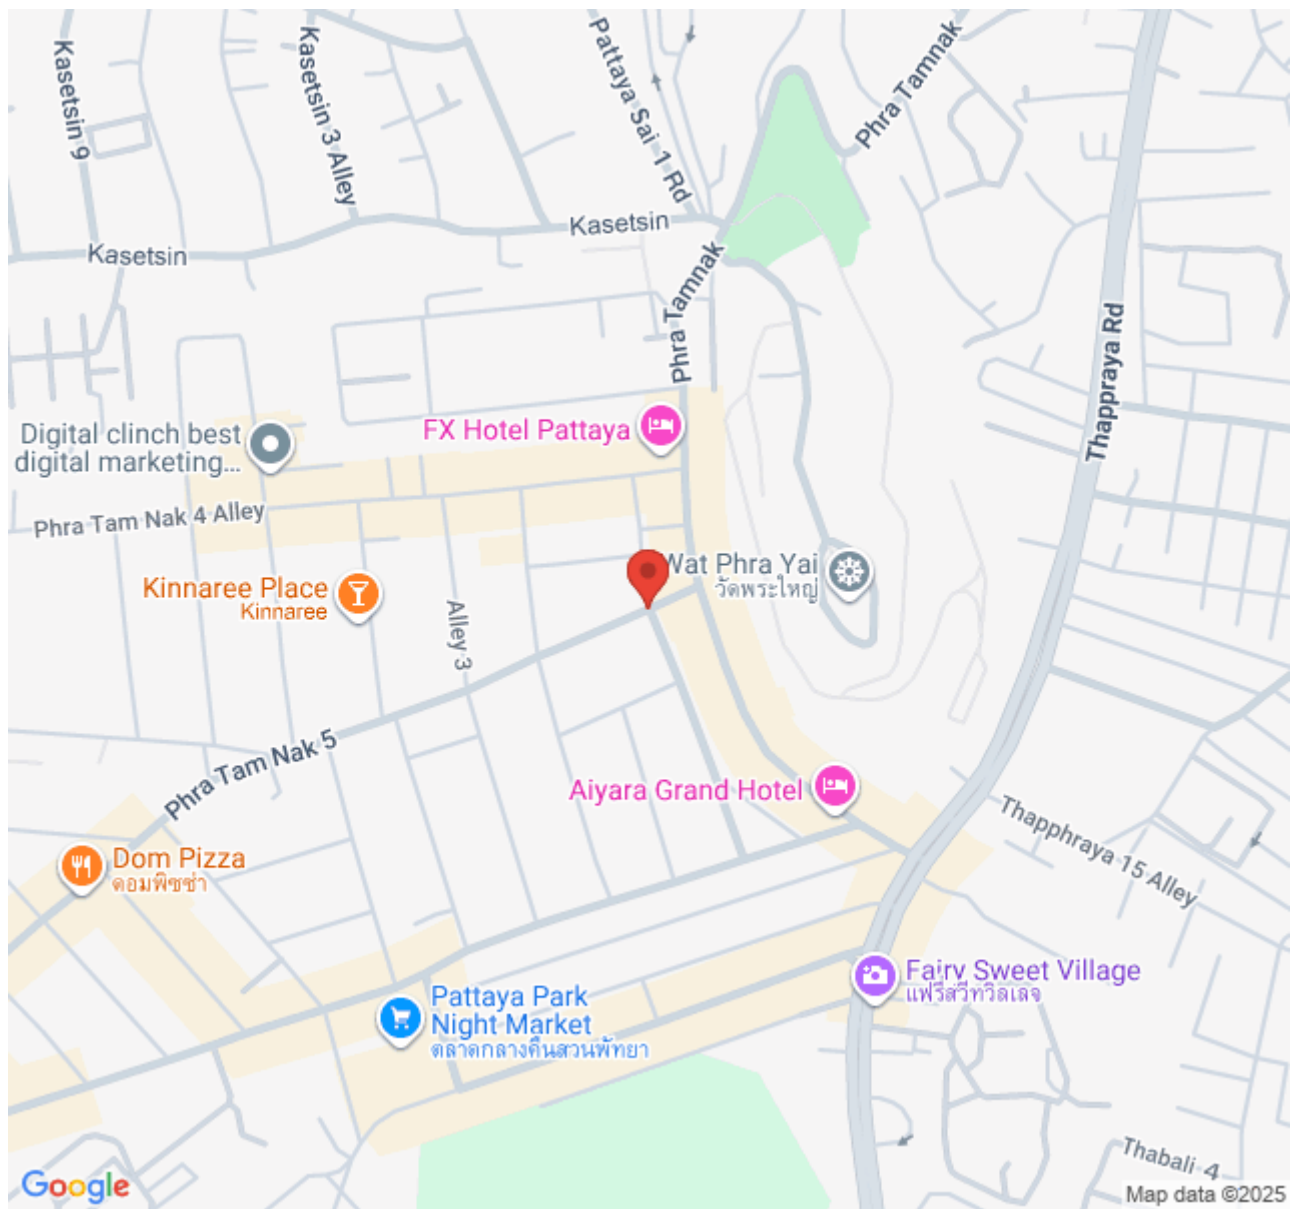 Kasetsin 9
Kasetsin 3 Alley
Pattaya Sai 1 Rd
Phra Tamnak
Kasetsin
Kasetsin
Phra Tamnak
Thappraya Rd
FX Hotel Pattaya
Digital clinch best
digital marketing...
Phra Tam Nak 4 Alley
Wat Phra Yai
วัดพระใหญ่
Kinnaree Place
Kinnaree
Alley 3
Phra Tam Nak 5
Aiyara Grand Hotel
Thapphraya 15 Alley
Dom Pizza
ดอมพิซซ่า
Fairy Sweet Village
แฟรี่สวีทวิลเลจ
Pattaya Park
Night Market
ตลาดกลางคืนสวนพัทยา
Thabali 4
Google
Map data ©2025